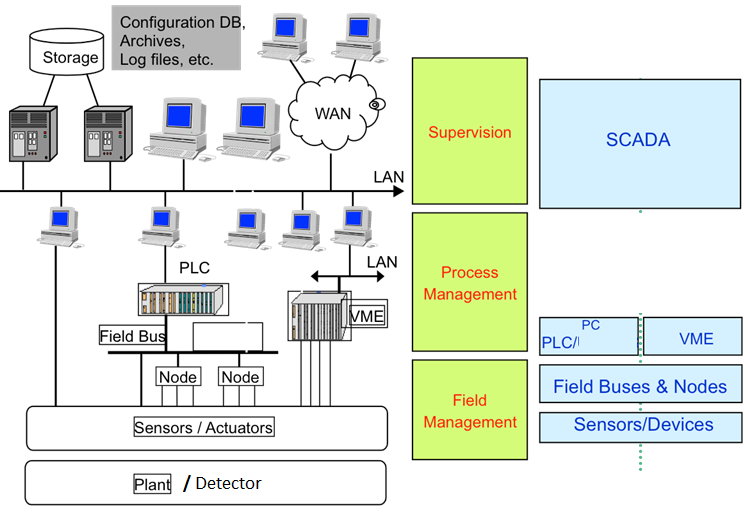 Configuration DB,
Archives,
Log files, etc.
Storage
WAN
LAN
PLC
LAN
VME
Field Bus
Node
Node
Sensors / Actuators
Plant / Detector
Supervision
Process
Management
Field
Management
SCADA
PC
PLC/
VME
Field Buses & Nodes
Sensors/Devices